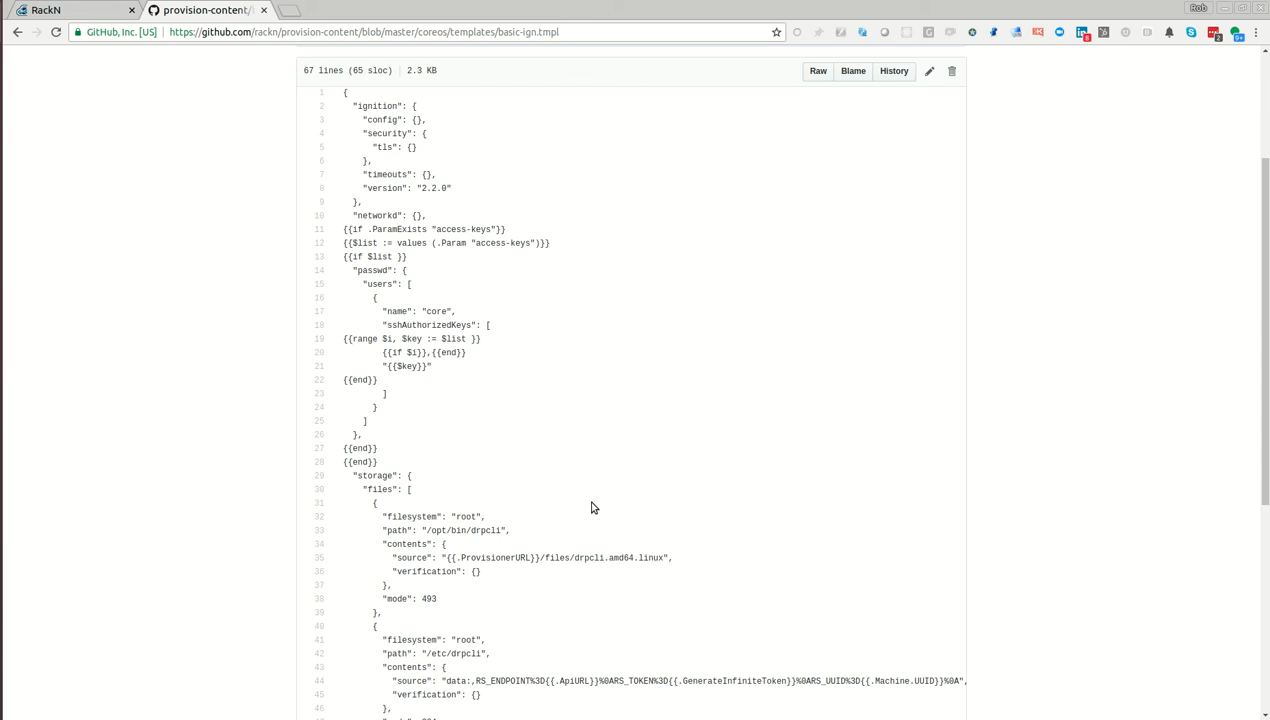 RackN
provision-content/
Rob
GitHub, Inc. [US]
https://github.com/rackn/provision-content/blob/master/coreos/templates/basic-ign.tmpl
67 lines (65 sloc) 2.3 KB
Raw
Blame
History
1 {
2 "ignition": {
3 "config": {},
4 "security": {
5 "tls": {}
6 },
7 "timeouts": {},
8 "version": "2.2.0"
9 },
10 "networkd": {},
11 {{if .ParamExists "access-keys"}}
12 {{$list := values (.Param "access-keys")}}
13 {{if $list }}
14 "passwd": {
15 "users": [
16 {
17 "name": "core",
18 "sshAuthorizedKeys": [
19 {{range $i, $key := $list }}
20 {{if $i}},{{end}}
21 "{{$key}}"
22 {{end}}
23 ]
24 }
25 ]
26 },
27 {{end}}
28 {{end}}
29 "storage": {
30 "files": [
31 {
32 "filesystem": "root",
33 "path": "/opt/bin/drpcli",
34 "contents": {
35 "source": "{{.ProvisionerURL}}/files/drpcli.amd64.linux",
36 "verification": {}
37 },
38 "mode": 493
39 },
40 {
41 "filesystem": "root",
42 "path": "/etc/drpcli",
43 "contents": {
44 "source": "data:,RS_ENDPOINT%3D{{.ApiURL}}%0ARS_TOKEN%3D{{.GenerateInfiniteToken}}%0ARS_UUID%3D{{.Machine.UUID}}%0A",
45 "verification": {}
46 },